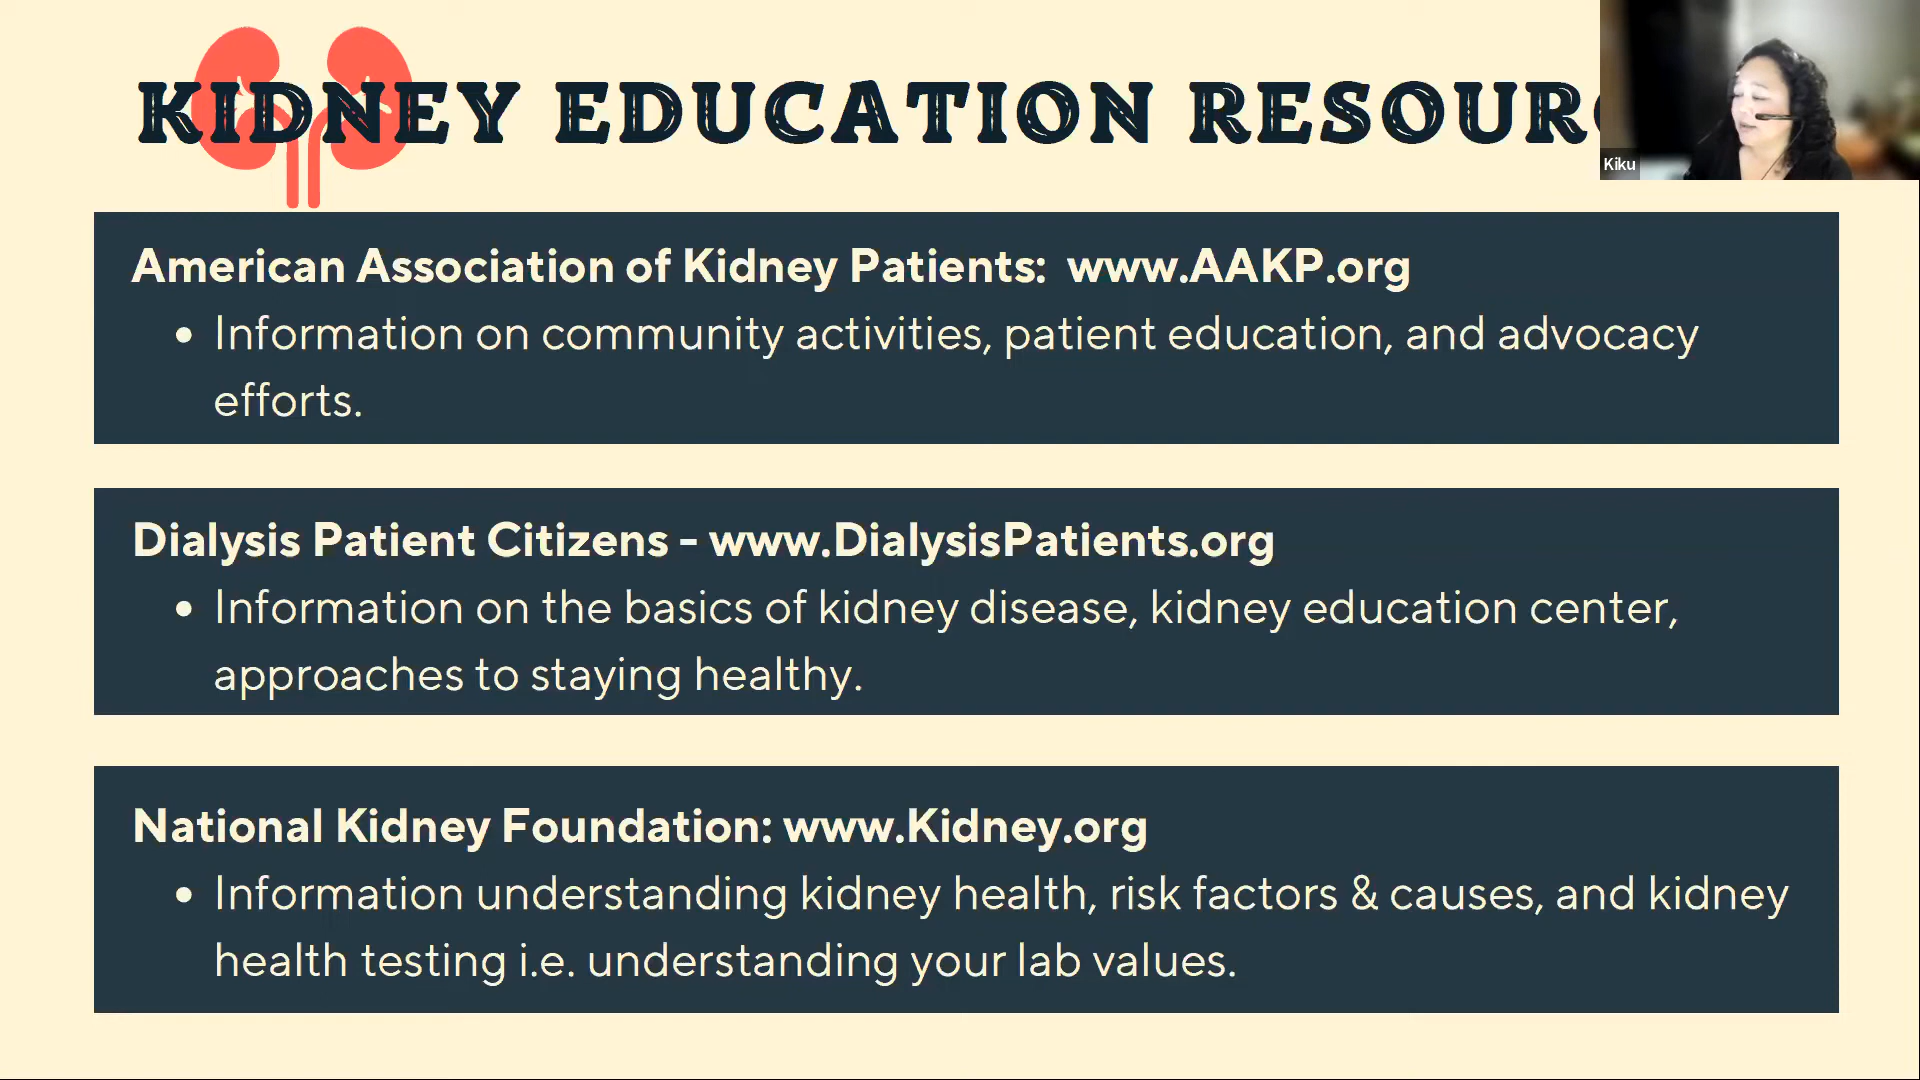 KIDNEY EDUCATION RESOUR
Kiku
American Association of Kidney Patients: www.AAKP.org
• Information on community activities, patient education, and advocacy
efforts.
Dialysis Patient Citizens - www.DialysisPatients.org
• Information on the basics of kidney disease, kidney education center,
approaches to staying healthy.
National Kidney Foundation: www.Kidney.org
• Information understanding kidney health, risk factors & causes, and kidney
health testing i.e. understanding your lab values.